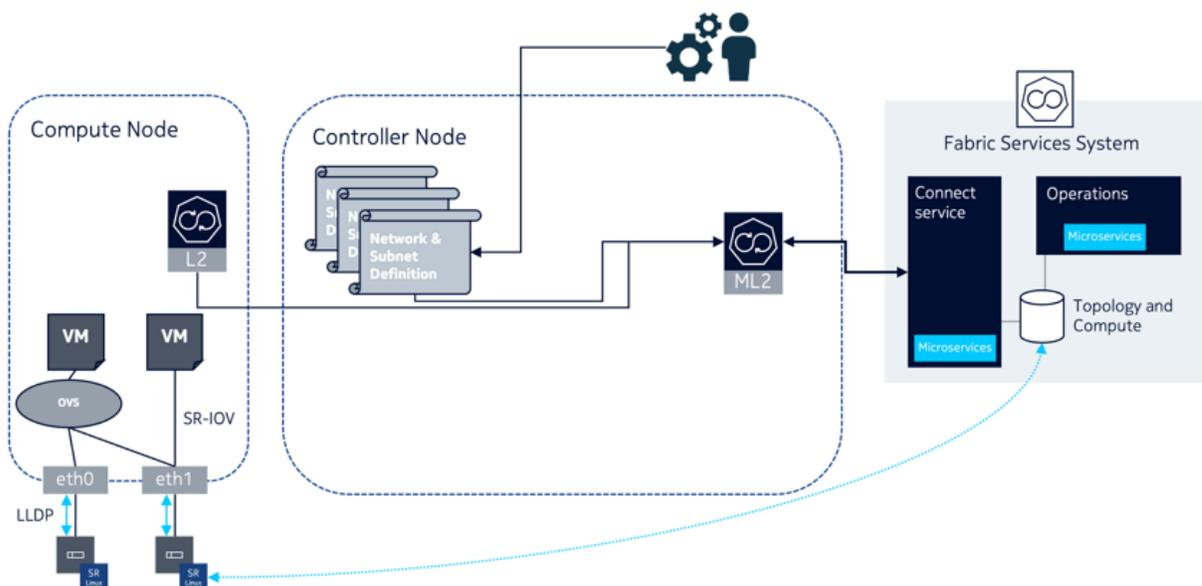 Compute Node
L2
VM
VM
OVS
SR-IOV
eth0
eth1
LLDP
SR
Linux
SR
Linux
Controller Node
N
S
D
N
S
D
Network &
Subnet
Definition
ML2
Fabric Services System
Connect
service
Microservices
Operations
Microservices
Topology and
Compute